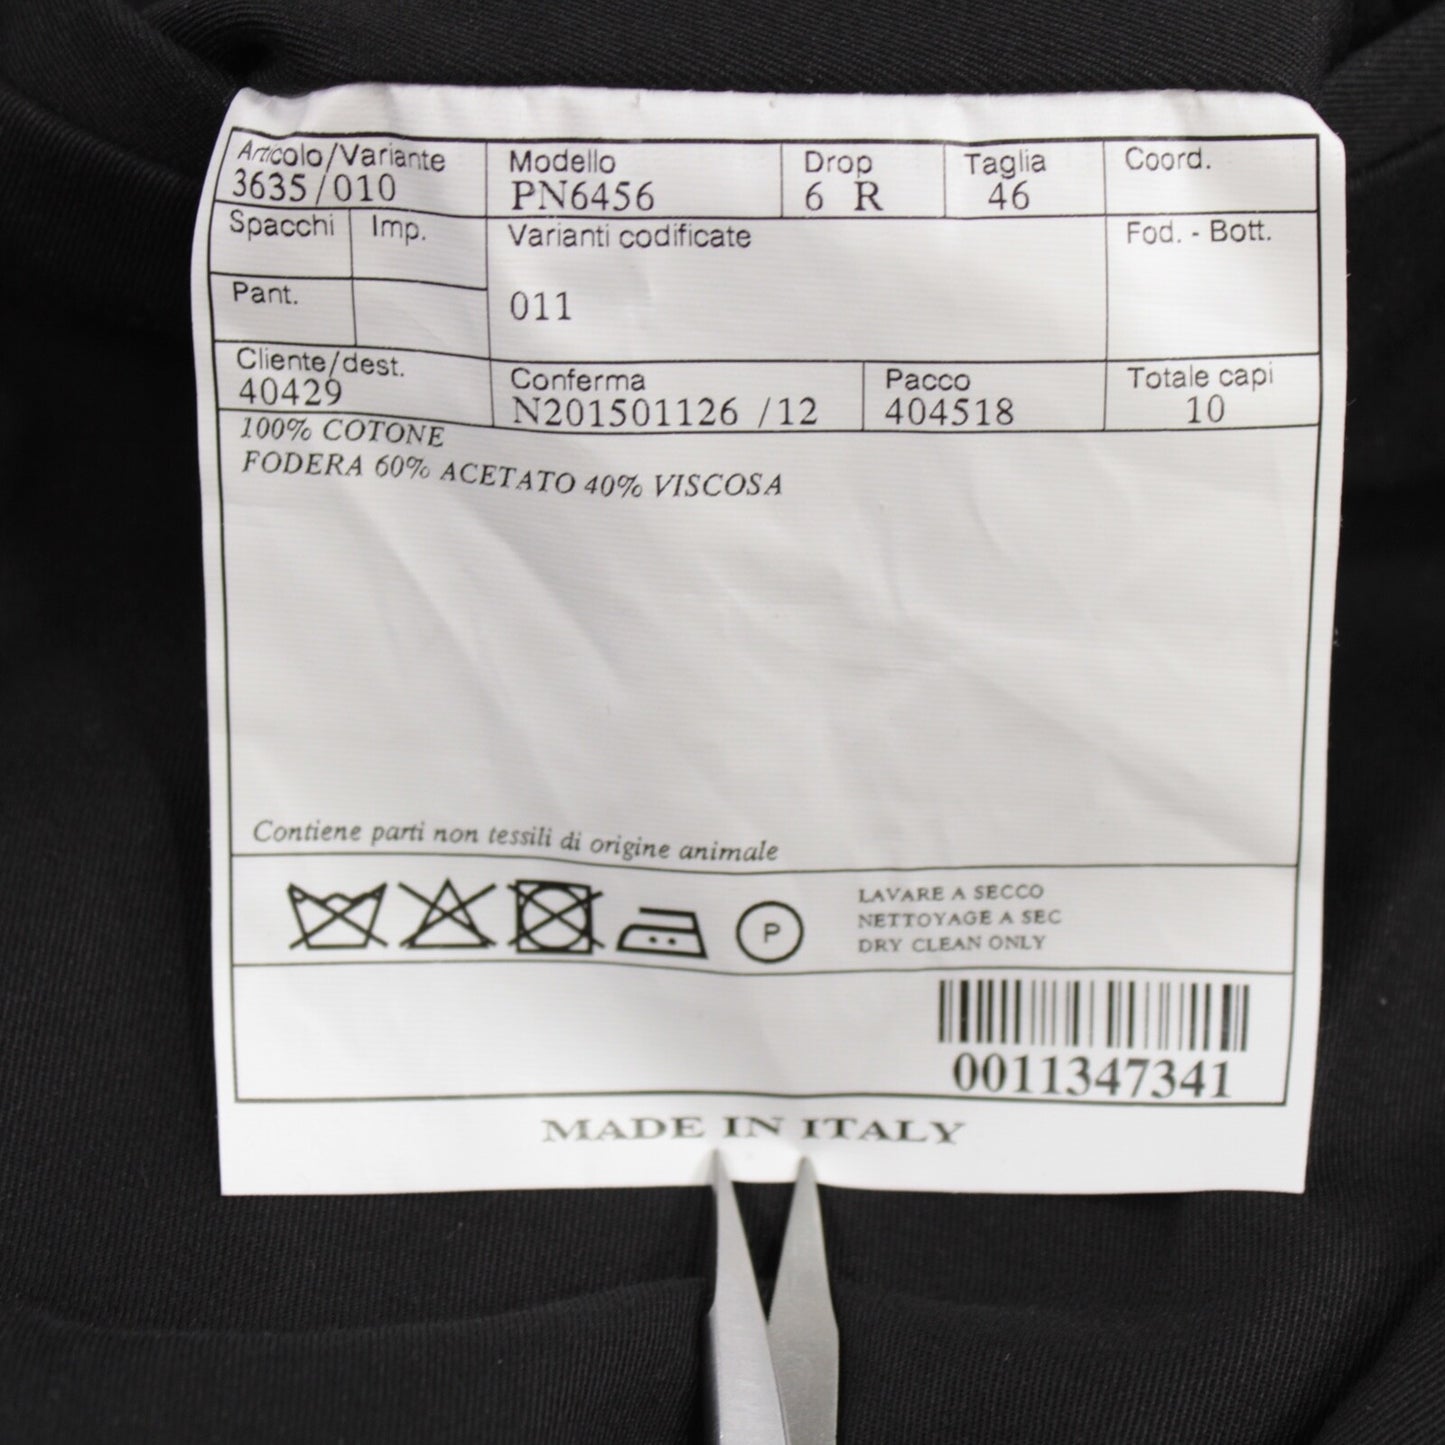 Articolo/Variante Modello Drop Taglia Coord.
3635/010 PN6456 6 R 46
Spacchi Imp. Varianti codificate Fod. - Bott.
Pant. 011
Cliente/dest. Conferma Pacco Totale capi
40429 N201501126 /12 404518 10
100% COTONE
FODERA 60% ACETATO 40% VISCOSA
Contiene parti non tessili di origine animale
P
LAVARE A SECCO
NETTOYAGE A SEC
DRY CLEAN ONLY
0011347341
MADE IN ITALY